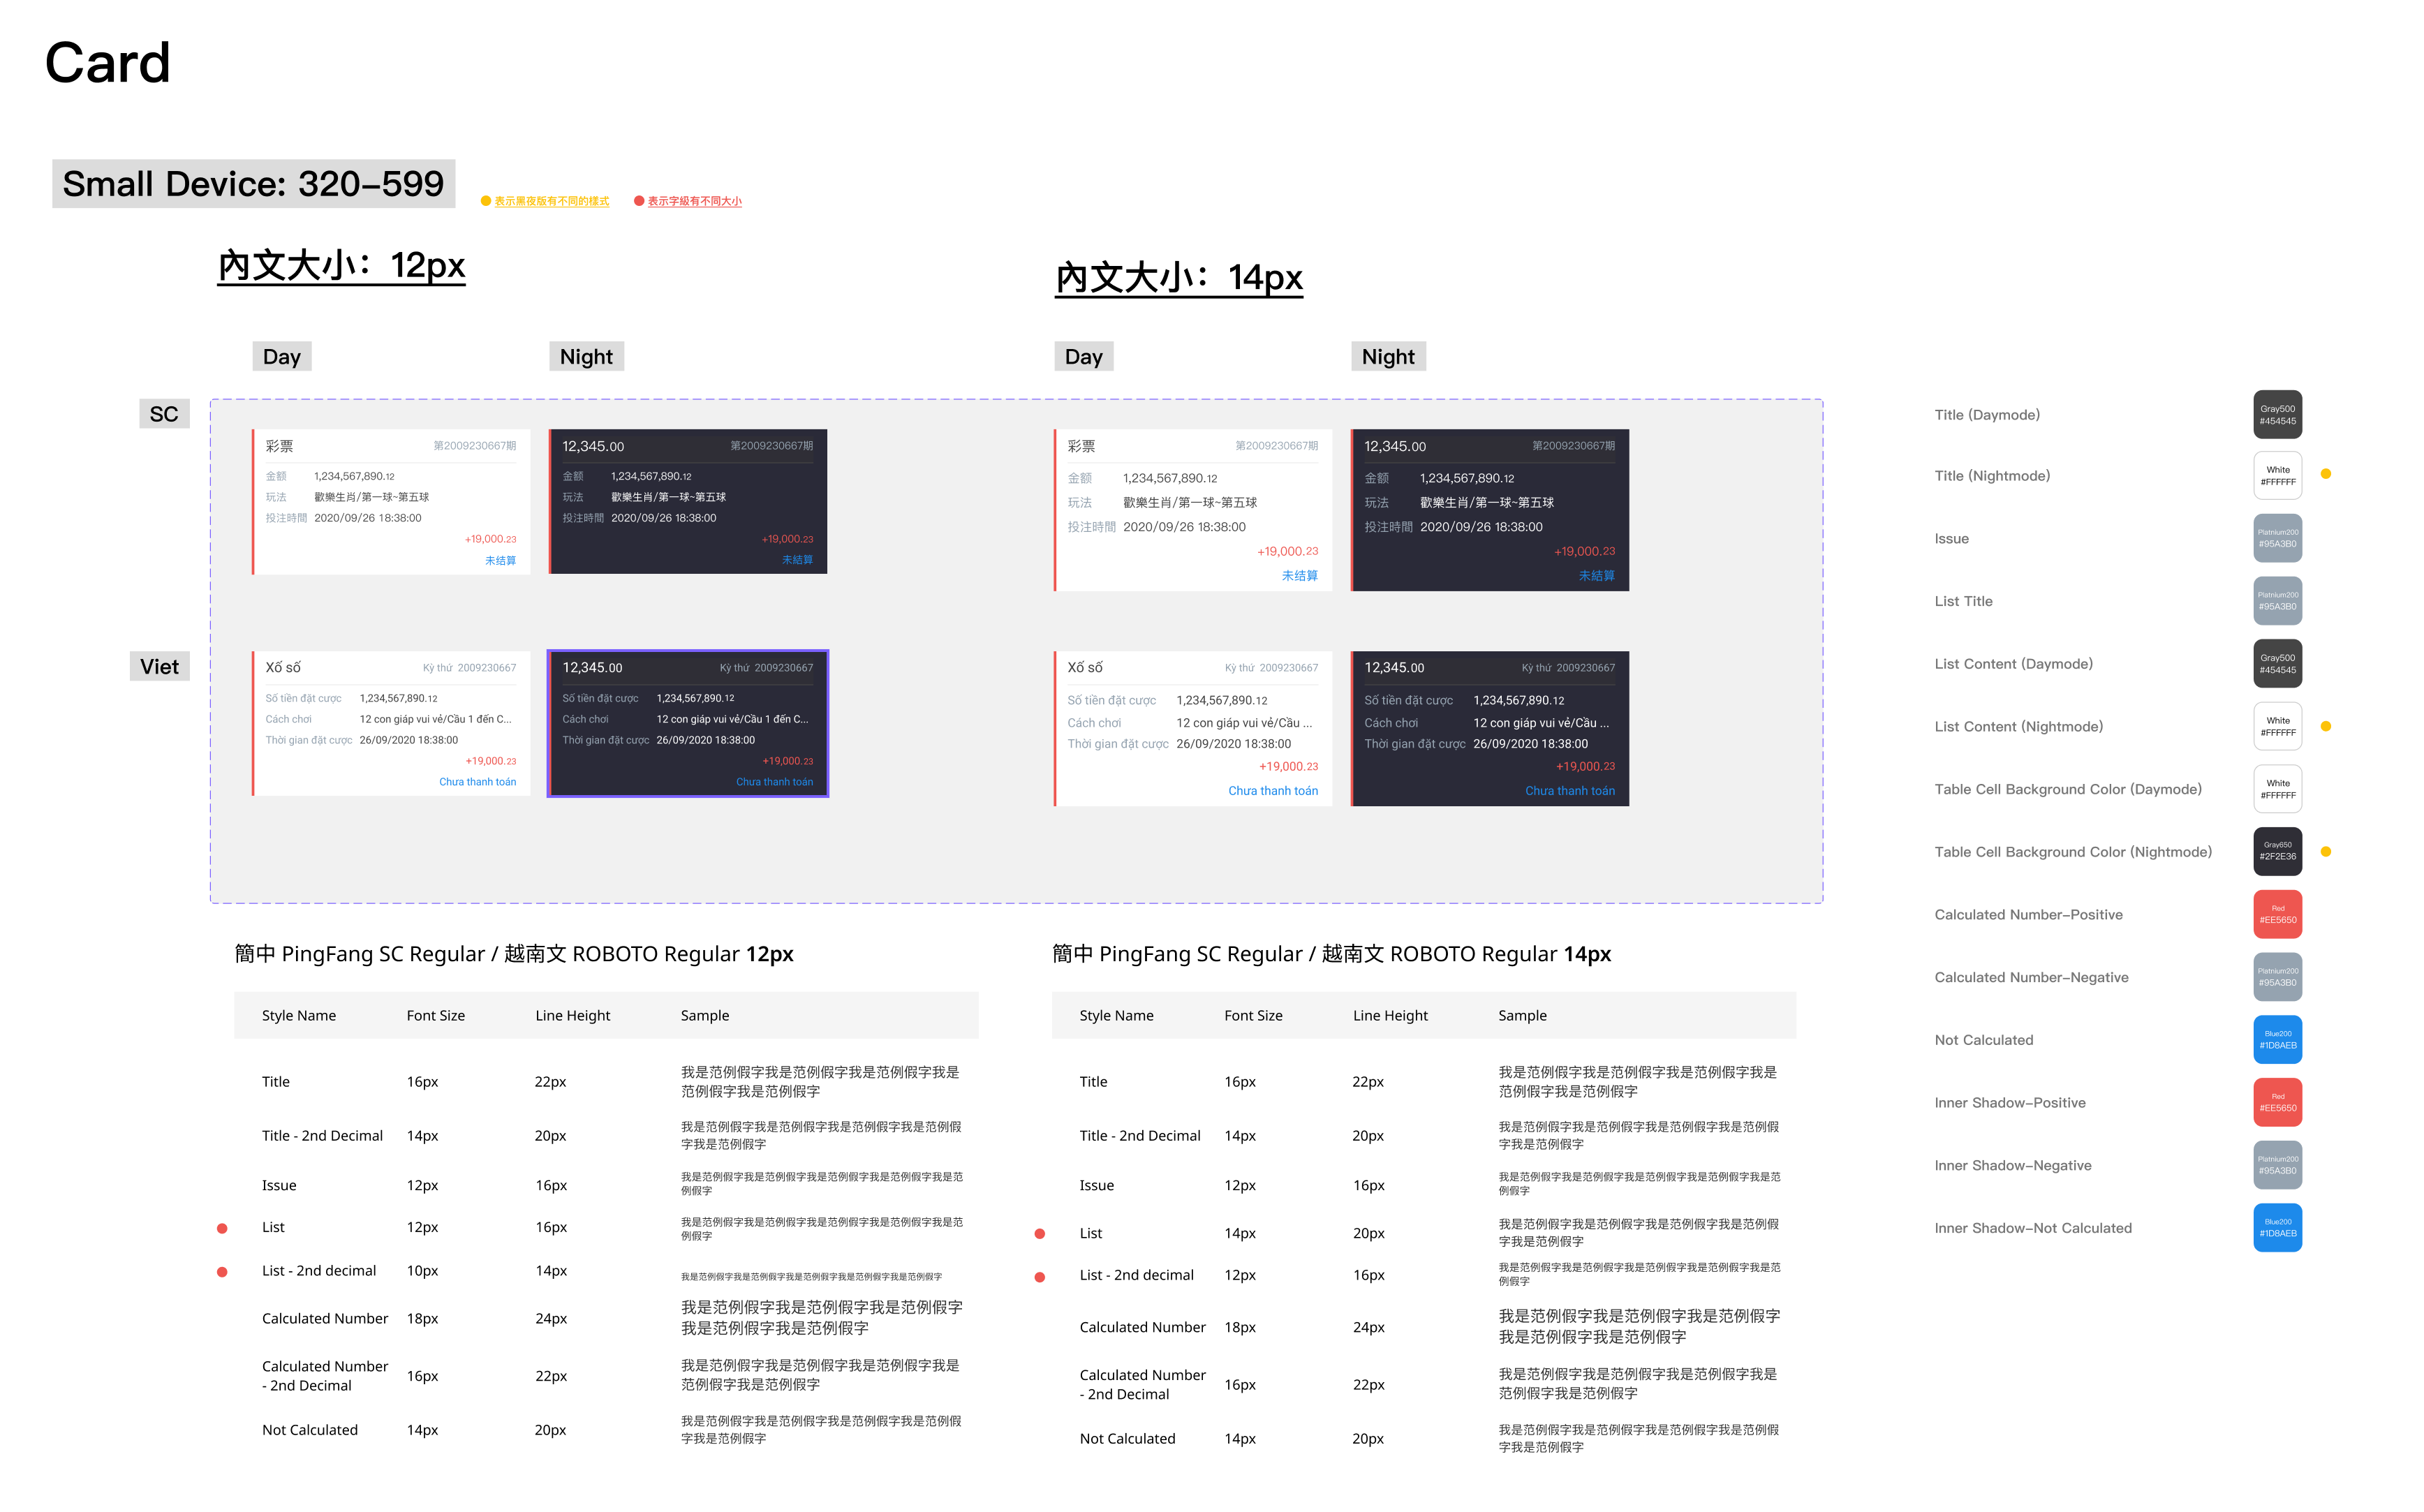 Card
Small Device: 320–599
表示黑夜版有不同的樣式
表示字級有不同大小
內文大小：12px
內文大小：14px
Day
Night
Day
Night
SC
彩票
第2009230667期
金额
1,234,567,890.12
玩法
歡樂生肖/第一球~第五球
投注時間
2020/09/26 18:38:00
+19,000.23
未结算
12,345.00
第2009230667期
金额
1,234,567,890.12
玩法
歡樂生肖/第一球~第五球
投注時間
2020/09/26 18:38:00
+19,000.23
未結算
彩票
第2009230667期
金额
1,234,567,890.12
玩法
歡樂生肖/第一球~第五球
投注時間
2020/09/26 18:38:00
+19,000.23
未结算
12,345.00
第2009230667期
金额
1,234,567,890.12
玩法
歡樂生肖/第一球~第五球
投注時間
2020/09/26 18:38:00
+19,000.23
未結算
Viet
Xổ số
Kỳ thứ 2009230667
Số tiền đặt cược
1,234,567,890.12
Cách chơi
12 con giáp vui vẻ/Cầu 1 đến C...
Thời gian đặt cược
26/09/2020 18:38:00
+19,000.23
Chưa thanh toán
12,345.00
Kỳ thứ 2009230667
Số tiền đặt cược
1,234,567,890.12
Cách chơi
12 con giáp vui vẻ/Cầu 1 đến C...
Thời gian đặt cược
26/09/2020 18:38:00
+19,000.23
Chưa thanh toán
Xổ số
Kỳ thứ 2009230667
Số tiền đặt cược
1,234,567,890.12
Cách chơi
12 con giáp vui vẻ/Cầu ...
Thời gian đặt cược
26/09/2020 18:38:00
+19,000.23
Chưa thanh toán
12,345.00
Kỳ thứ 2009230667
Số tiền đặt cược
1,234,567,890.12
Cách chơi
12 con giáp vui vẻ/Cầu ...
Thời gian đặt cược
26/09/2020 18:38:00
+19,000.23
Chưa thanh toán
簡中 PingFang SC Regular / 越南文 ROBOTO Regular 12px
Style Name Font Size Line Height Sample
Title 16px 22px 我是范例假字我是范例假字我是范例假字我是
范例假字我是范例假字
Title - 2nd Decimal 14px 20px 我是范例假字我是范例假字我是范例假字我是范例假
字我是范例假字
Issue 12px 16px 我是范例假字我是范例假字我是范例假字我是范例假字我是范
例假字
List 12px 16px 我是范例假字我是范例假字我是范例假字我是范例假字我是范
例假字
List - 2nd decimal 10px 14px 我是范例假字我是范例假字我是范例假字我是范例假字我是范例假字
Calculated Number 18px 24px 我是范例假字我是范例假字我是范例假字
我是范例假字我是范例假字
Calculated Number
- 2nd Decimal 16px 22px 我是范例假字我是范例假字我是范例假字我是
范例假字我是范例假字
Not Calculated 14px 20px 我是范例假字我是范例假字我是范例假字我是范例假
字我是范例假字
簡中 PingFang SC Regular / 越南文 ROBOTO Regular 14px
Style Name Font Size Line Height Sample
Title 16px 22px 我是范例假字我是范例假字我是范例假字我是
范例假字我是范例假字
Title - 2nd Decimal 14px 20px 我是范例假字我是范例假字我是范例假字我是范例假
字我是范例假字
Issue 12px 16px 我是范例假字我是范例假字我是范例假字我是范例假字我是范
例假字
List 14px 20px 我是范例假字我是范例假字我是范例假字我是范例假
字我是范例假字
List - 2nd decimal 12px 16px 我是范例假字我是范例假字我是范例假字我是范例假字我是范
例假字
Calculated Number 18px 24px 我是范例假字我是范例假字我是范例假字
我是范例假字我是范例假字
Calculated Number
- 2nd Decimal 16px 22px 我是范例假字我是范例假字我是范例假字我是
范例假字我是范例假字
Not Calculated 14px 20px 我是范例假字我是范例假字我是范例假字我是范例假
字我是范例假字
Title (Daymode)
Gray500
#454545
Title (Nightmode)
White
#FFFFFF
Issue
Platnium200
#95A3B0
List Title
Platnium200
#95A3B0
List Content (Daymode)
Gray500
#454545
List Content (Nightmode)
White
#FFFFFF
Table Cell Background Color (Daymode)
White
#FFFFFF
Table Cell Background Color (Nightmode)
Gray650
#2F2E36
Calculated Number–Positive
Red
#EE5650
Calculated Number–Negative
Platnium200
#95A3B0
Not Calculated
Blue200
#1D8AEB
Inner Shadow–Positive
Red
#EE5650
Inner Shadow–Negative
Platnium200
#95A3B0
Inner Shadow–Not Calculated
Blue200
#1D8AEB